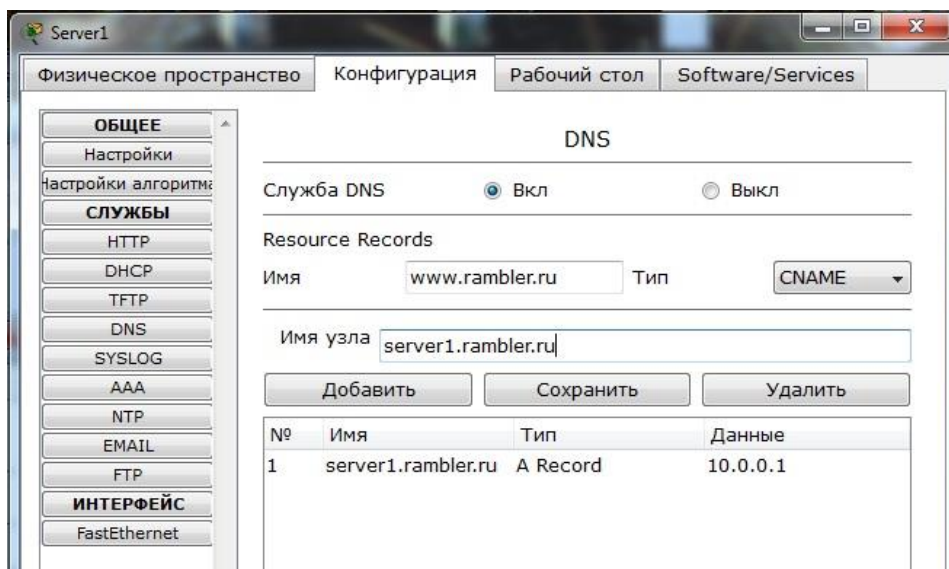 Server1
Физическое пространство Конфигурация Рабочий стол Software/Services
ОБЩЕЕ
Настройки
Настройки алгоритма
СЛУЖБЫ
HTTP
DHCP
TFTP
DNS
SYSLOG
AAA
NTP
EMAIL
FTP
ИНТЕРФЕЙС
FastEthernet
DNS
Служба DNS Вкл Выкл
Resource Records
Имя www.rambler.ru Тип CNAME
Имя узла server1.rambler.ru
Добавить Сохранить Удалить
№ Имя Тип Данные
1 server1.rambler.ru A Record 10.0.0.1